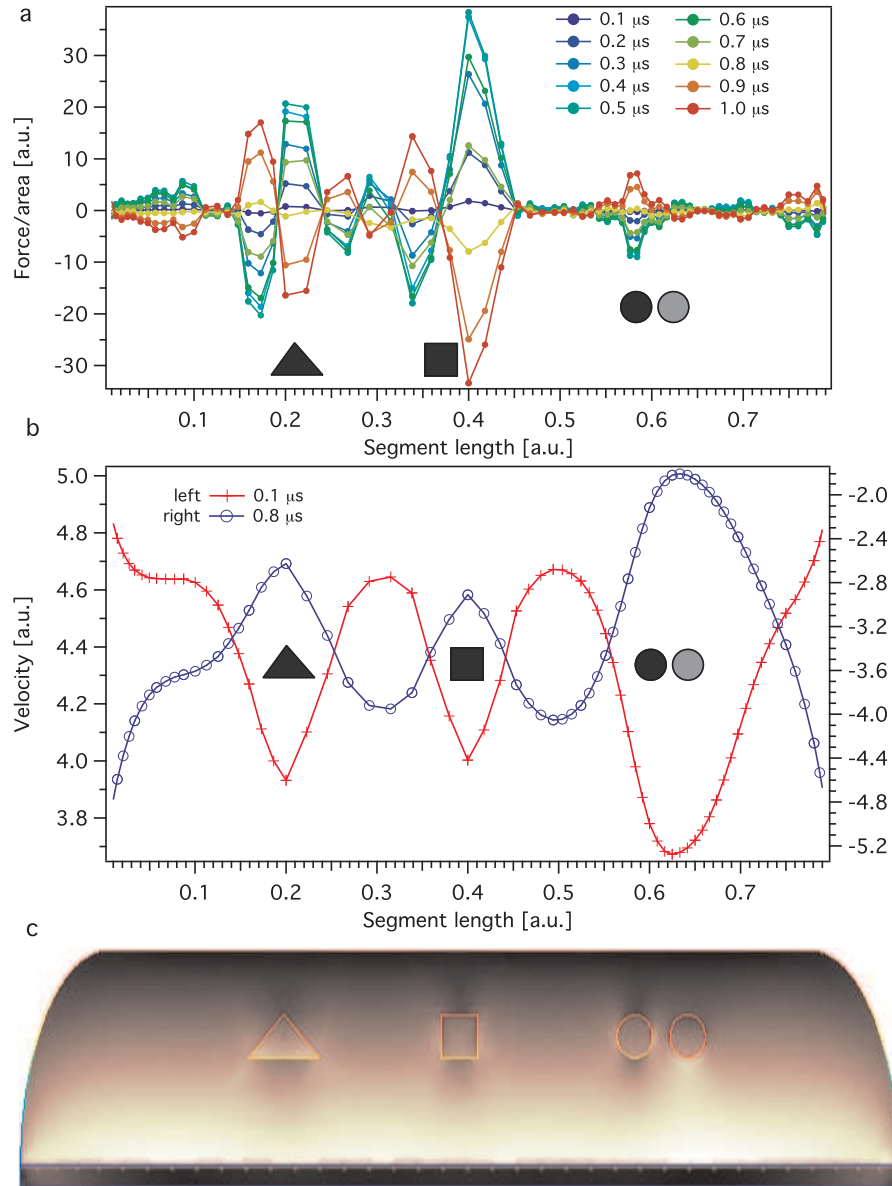 a
Force/area [a.u.]
30
20
10
0
-10
-20
-30
0.1 μs
0.2 μs
0.3 μs
0.4 μs
0.5 μs
0.6 μs
0.7 μs
0.8 μs
0.9 μs
1.0 μs
0.1 0.2 0.3 0.4 0.5 0.6 0.7
Segment length [a.u.]
b
Velocity [a.u.]
5.0
4.8
4.6
4.4
4.2
4.0
3.8
left 0.1 μs
right 0.8 μs
-2.0
-2.4
-2.8
-3.2
-3.6
-4.0
-4.4
-4.8
-5.2
0.1 0.2 0.3 0.4 0.5 0.6 0.7
Segment length [a.u.]
c